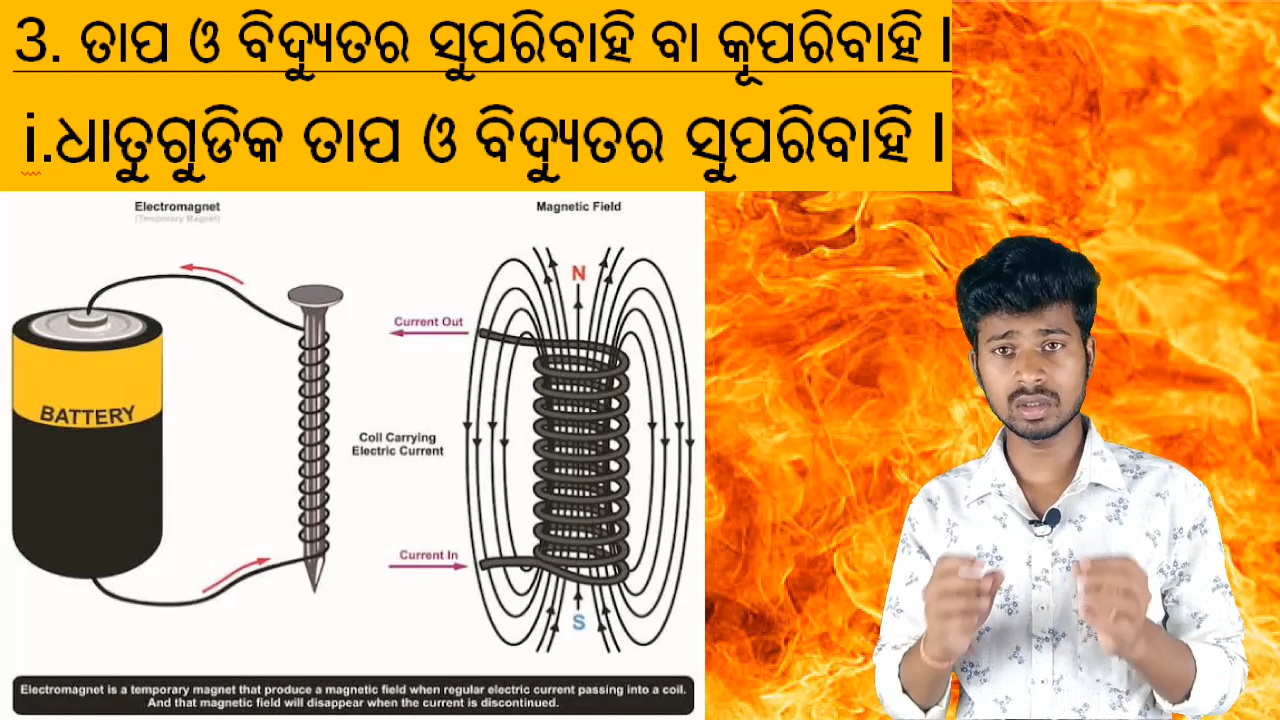 3. ତାପ ଓ ବିଦ୍ୟୁତର ସୁପରିବାହି ବା କୂପରିବାହି |
i.ଧାତୁଗୁଡିକ ତାପ ଓ ବିଦ୍ୟୁତର ସୁପରିବାହି |
Electromagnet
(Temporary Magnet)
Magnetic Field
N
Current Out
BATTERY
Coil Carrying
Electric Current
Current In
S
Electromagnet is a temporary magnet that produce a magnetic field when regular electric current passing into a coil.
And that magnetic field will disappear when the current is discontinued.